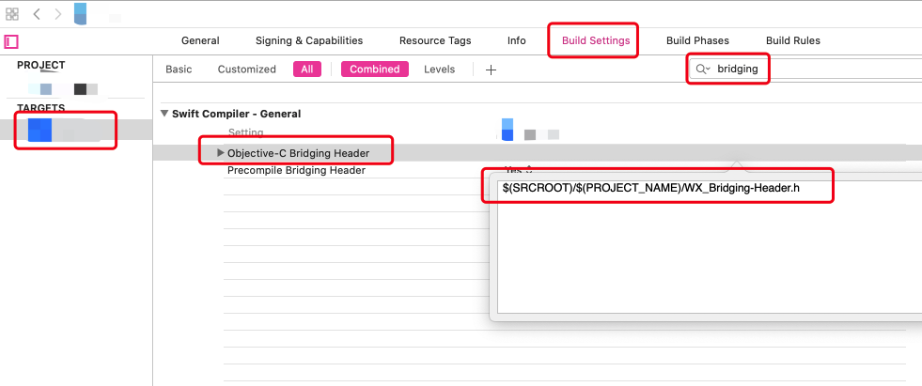 General Signing & Capabilities Resource Tags Info Build Settings Build Phases Build Rules
PROJECT
Basic Customized All Combined Levels + bridging
TARGETS
Swift Compiler - General
Setting
Objective-C Bridging Header
Precompile Bridging Header Yes
$(SRCROOT)/$(PROJECT_NAME)/WX_Bridging-Header.h